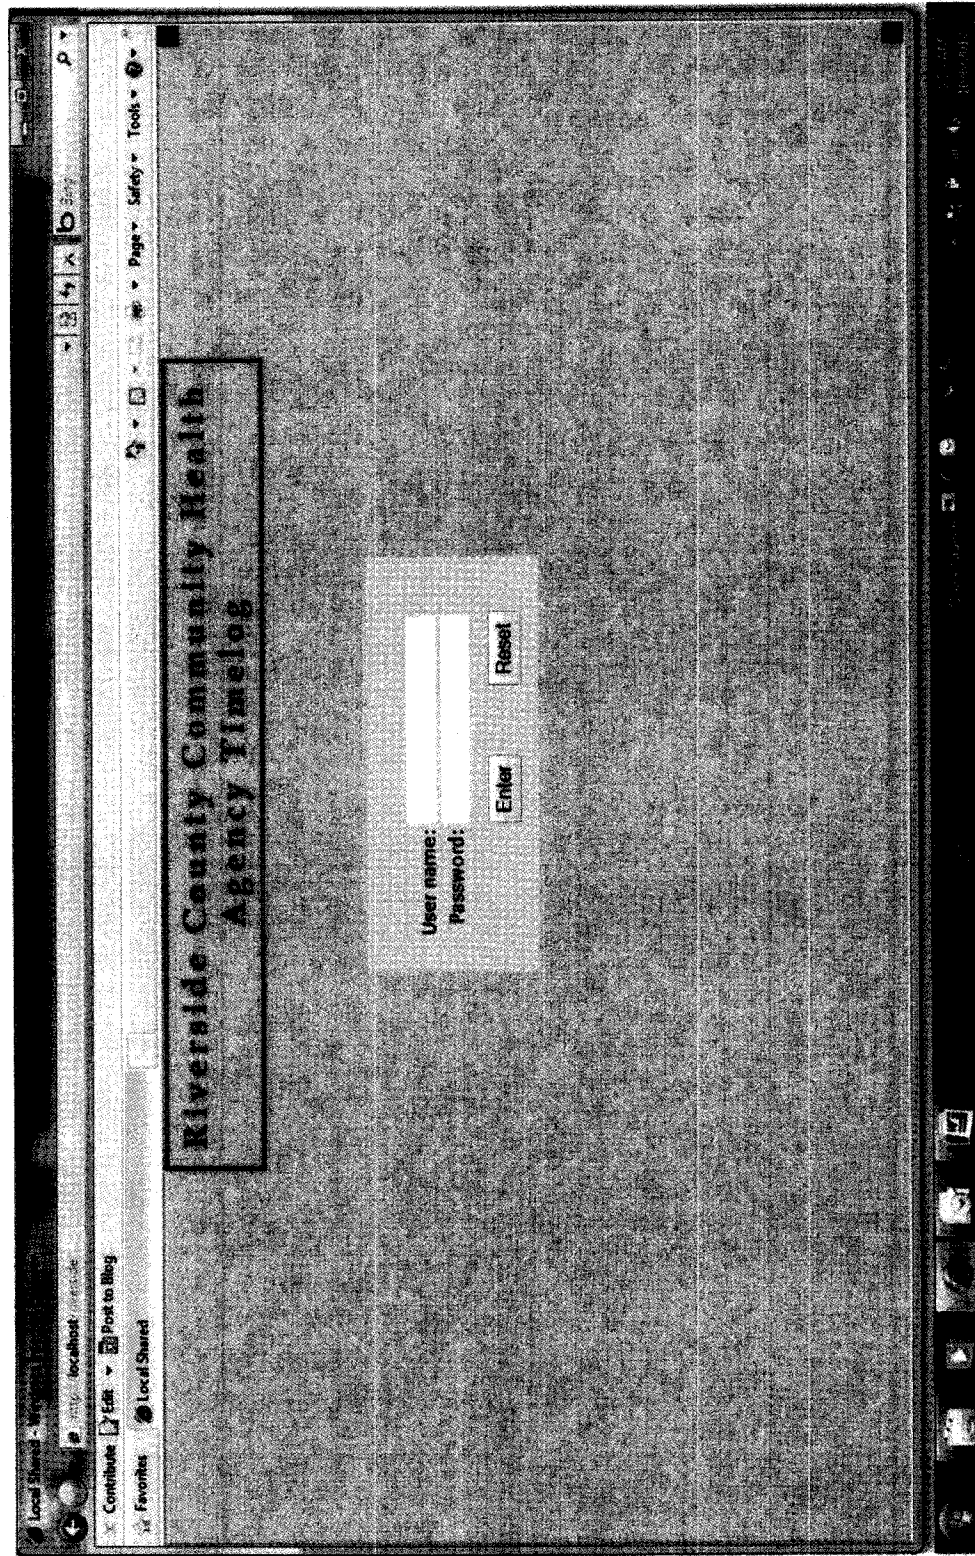 Local Shared
localhost
Bing
Contribute Edit Post to Blog
Favorites Local Shared
Page Safety Tools
Riverside County Community Health
Agency Timelog
User name:
Password:
Enter Reset